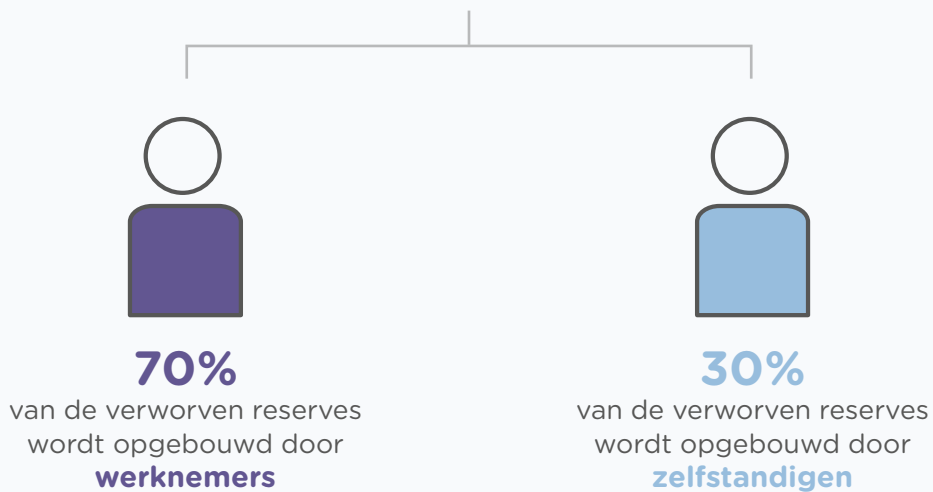 70%
van de verworven reserves
wordt opgebouwd door
werknemers
30%
van de verworven reserves
wordt opgebouwd door
zelfstandigen